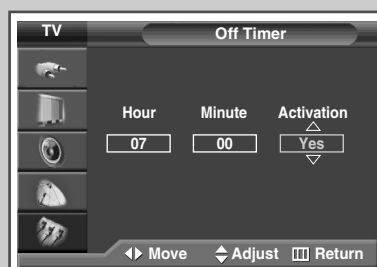 TV Off Timer
Hour Minute Activation
07 00 Yes
Move Adjust Return